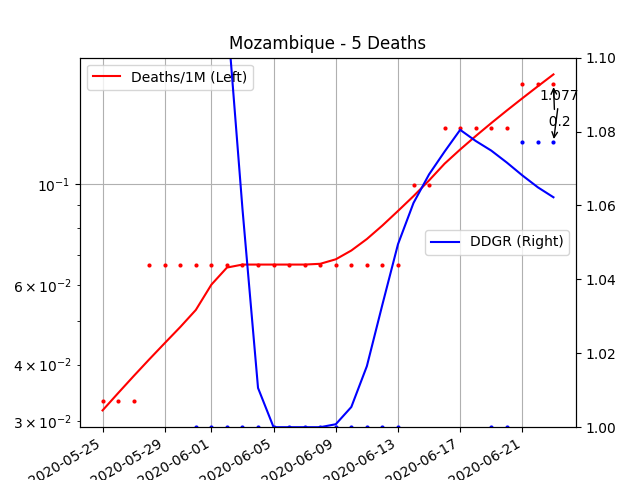 Mozambique - 5 Deaths
Deaths/1M (Left)
DDGR (Right)
1.077
0.2
10⁻¹
6 × 10⁻²
4 × 10⁻²
3 × 10⁻²
1.10
1.08
1.06
1.04
1.02
1.00
2020-05-25
2020-05-29
2020-06-01
2020-06-05
2020-06-09
2020-06-13
2020-06-17
2020-06-21